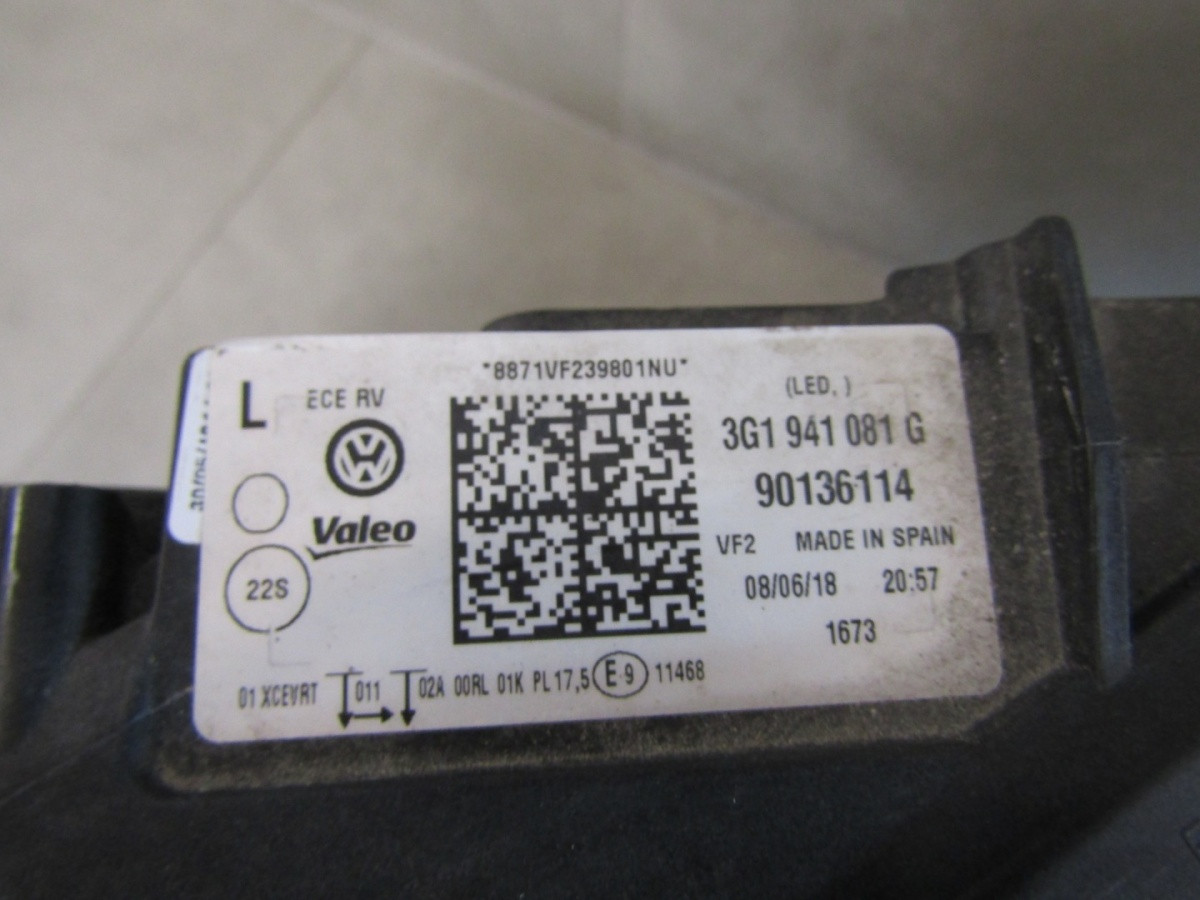 *8871VF239801NU*
L ECE RV
(LED, )
3G1 941 081 G
90136114
Valeo
VF2 MADE IN SPAIN
22S
08/06/18 20:57
1673
01 XCEVRT 011 02A 00RL 01K PL 17,5 E 9 11468